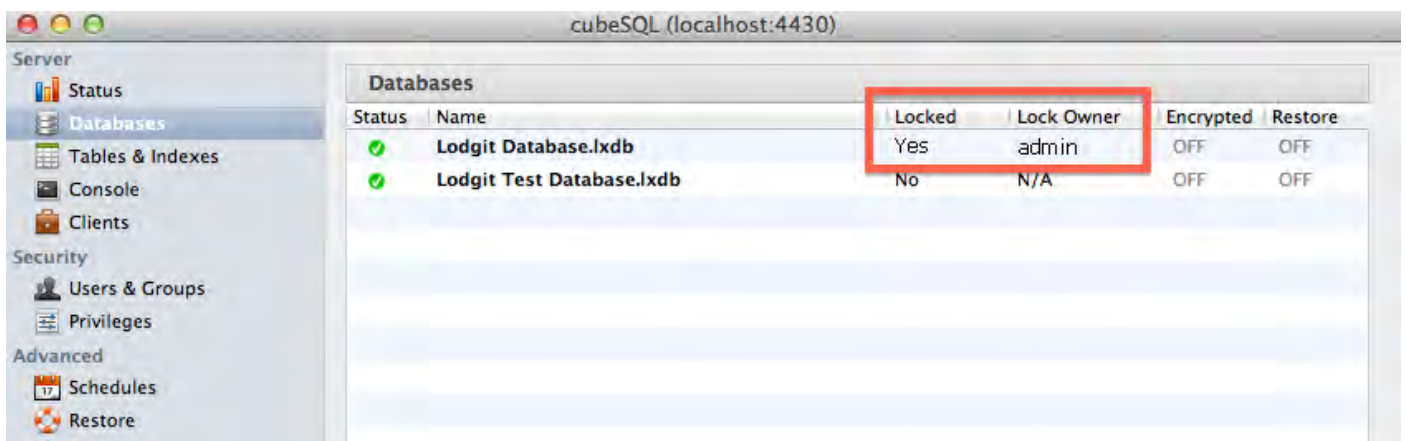 cubeSQL (localhost:4430)
Server
Status
Databases
Tables & Indexes
Console
Clients
Security
Users & Groups
Privileges
Advanced
17 Schedules
Restore
Databases
Status Name Locked Lock Owner Encrypted Restore
Lodgit Database.lxdb Yes admin OFF OFF
Lodgit Test Database.lxdb No N/A OFF OFF